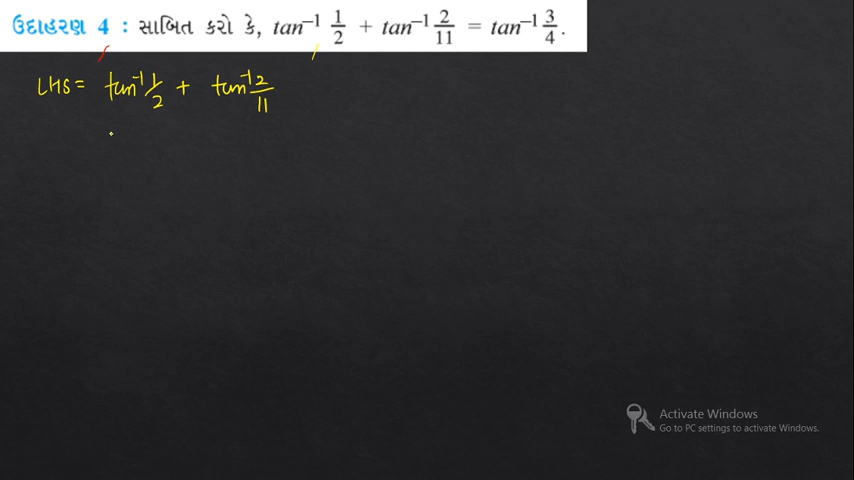 ઉદાહરણ 4 : સાબિત કરો કે, tan⁻¹ 1/2 + tan⁻¹ 2/11 = tan⁻¹ 3/4.
LHS = tan⁻¹ 1/2 + tan⁻¹ 2/11
Activate Windows
Go to PC settings to activate Windows.